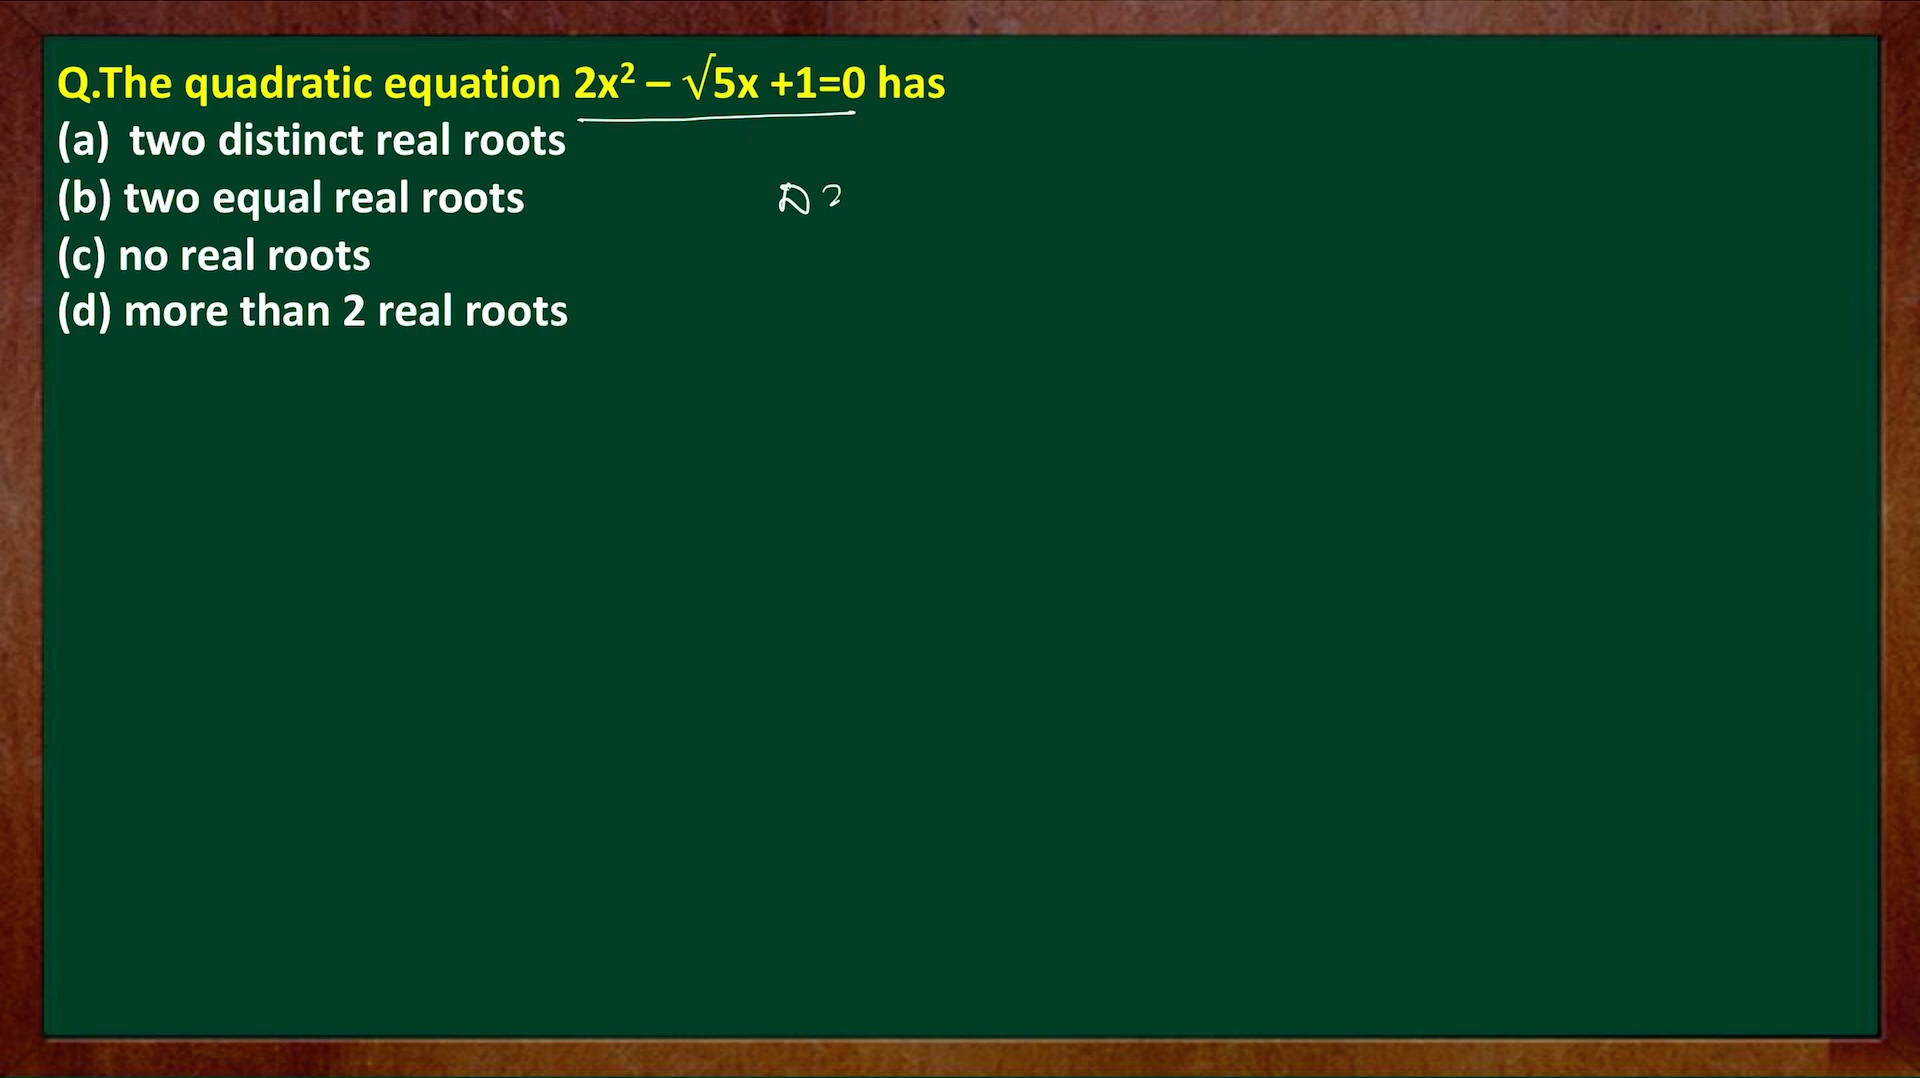 Q.The quadratic equation 2x² – √5x +1=0 has
(a) two distinct real roots
(b) two equal real roots
D =
(c) no real roots
(d) more than 2 real roots